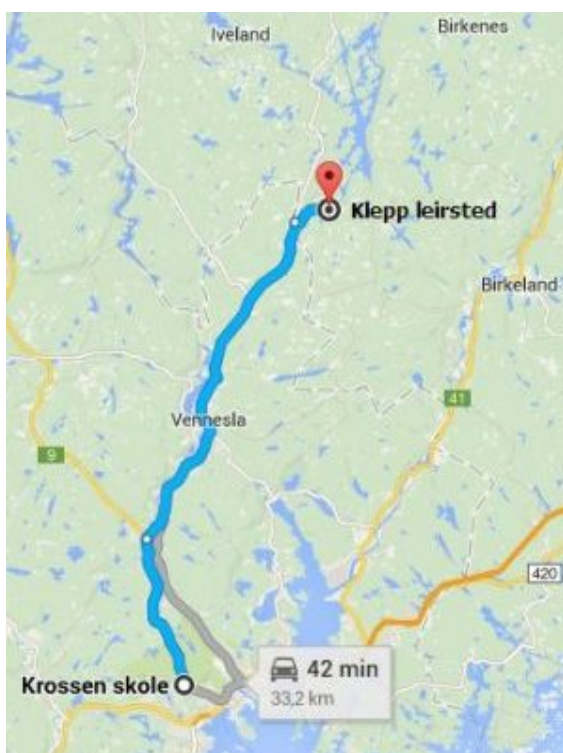 Iveland
Birkenes
Klepp leirsted
Birkeland
41
Vennesla
9
420
42 min
Krossen skole
33,2 km